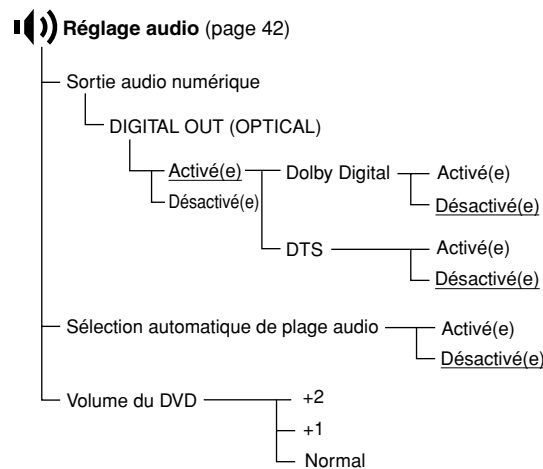 Réglage audio (page 42)
Sortie audio numérique
DIGITAL OUT (OPTICAL)
Activé(e) Dolby Digital Activé(e)
Désactivé(e) Désactivé(e)
DTS Activé(e)
Désactivé(e)
Sélection automatique de plage audio Activé(e)
Désactivé(e)
Volume du DVD +2
+1
Normal